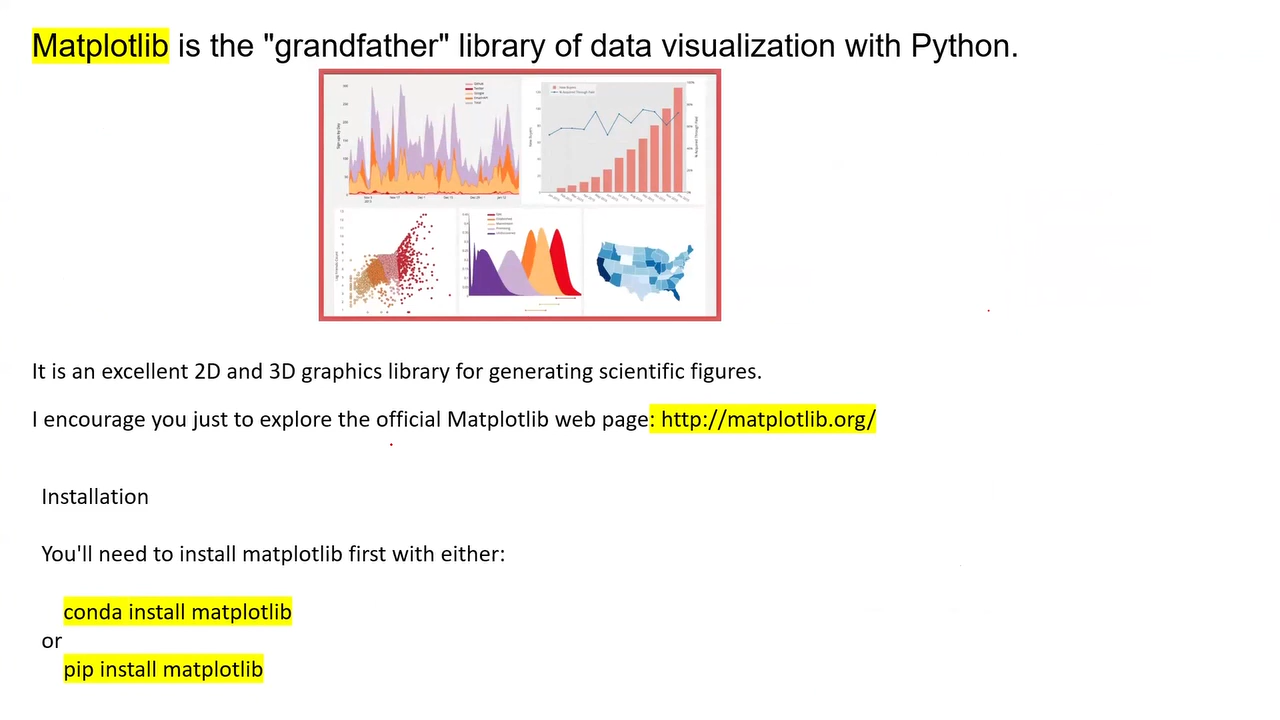 Matplotlib is the "grandfather" library of data visualization with Python.
It is an excellent 2D and 3D graphics library for generating scientific figures.
I encourage you just to explore the official Matplotlib web page: http://matplotlib.org/
Installation
You'll need to install matplotlib first with either:
conda install matplotlib
or
pip install matplotlib